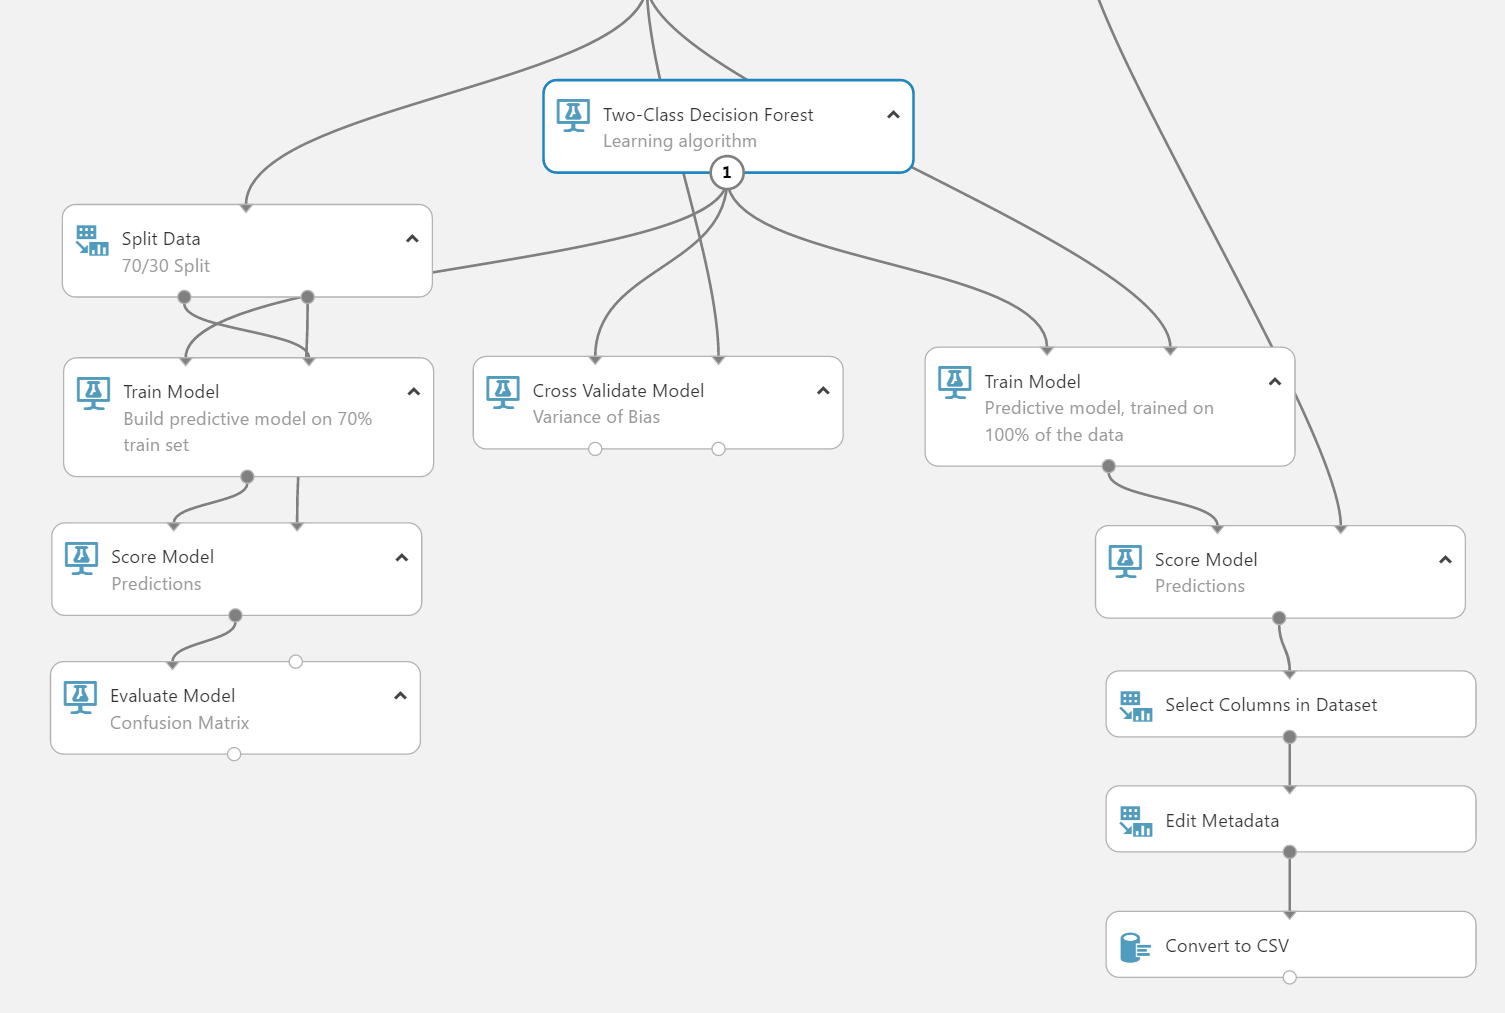 Two-Class Decision Forest
Learning algorithm
1
Split Data
70/30 Split
Train Model
Build predictive model on 70%
train set
Cross Validate Model
Variance of Bias
Train Model
Predictive model, trained on
100% of the data
Score Model
Predictions
Score Model
Predictions
Evaluate Model
Confusion Matrix
Select Columns in Dataset
Edit Metadata
Convert to CSV